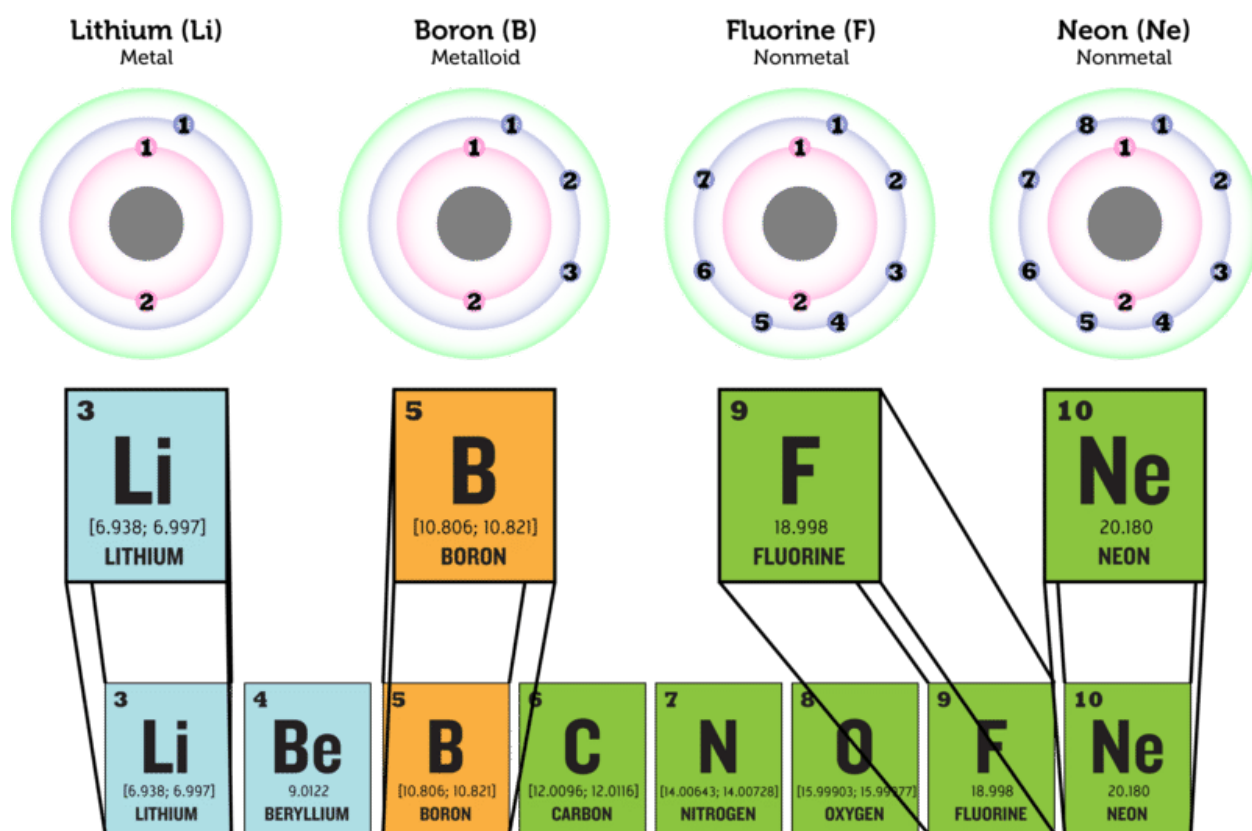 Lithium (Li)
Metal
Boron (B)
Metalloid
Fluorine (F)
Nonmetal
Neon (Ne)
Nonmetal
1
1
2
1
1
2
3
2
1
1
7
2
6
3
5
2
4
8
1
1
7
2
6
3
5
2
4
3
Li
[6.938; 6.997]
LITHIUM
5
B
[10.806; 10.821]
BORON
9
F
18.998
FLUORINE
10
Ne
20.180
NEON
3
Li
[6.938; 6.997]
LITHIUM
4
Be
9.0122
BERYLLIUM
5
B
[10.806; 10.821]
BORON
6
C
[12.0096; 12.0116]
CARBON
7
N
[14.00643; 14.00728]
NITROGEN
8
O
[15.99903; 15.99977]
OXYGEN
9
F
18.998
FLUORINE
10
Ne
20.180
NEON